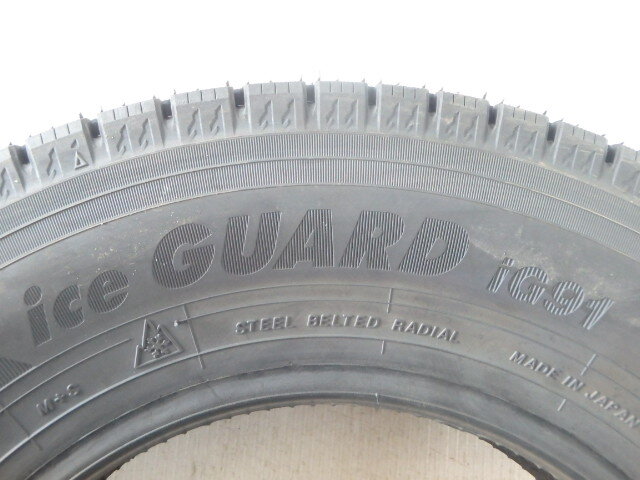 ice GUARD iG91
STEEL BELTED RADIAL
M+S
MADE IN JAPAN